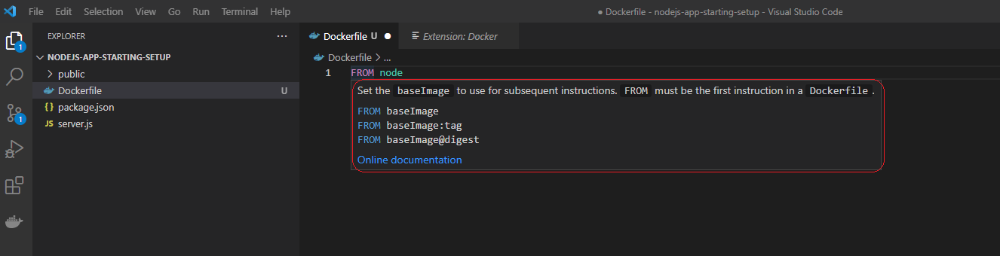 File Edit Selection View Go Run Terminal Help
● Dockerfile - nodejs-app-starting-setup - Visual Studio Code
EXPLORER
...
Dockerfile U
Extension: Docker
1
NODEJS-APP-STARTING-SETUP
Dockerfile > ...
public
1 FROM node
Dockerfile U
Set the baseImage to use for subsequent instructions. FROM must be the first instruction in a Dockerfile.
{} package.json
FROM baseImage
1
JS server.js
FROM baseImage:tag
FROM baseImage@digest
Online documentation